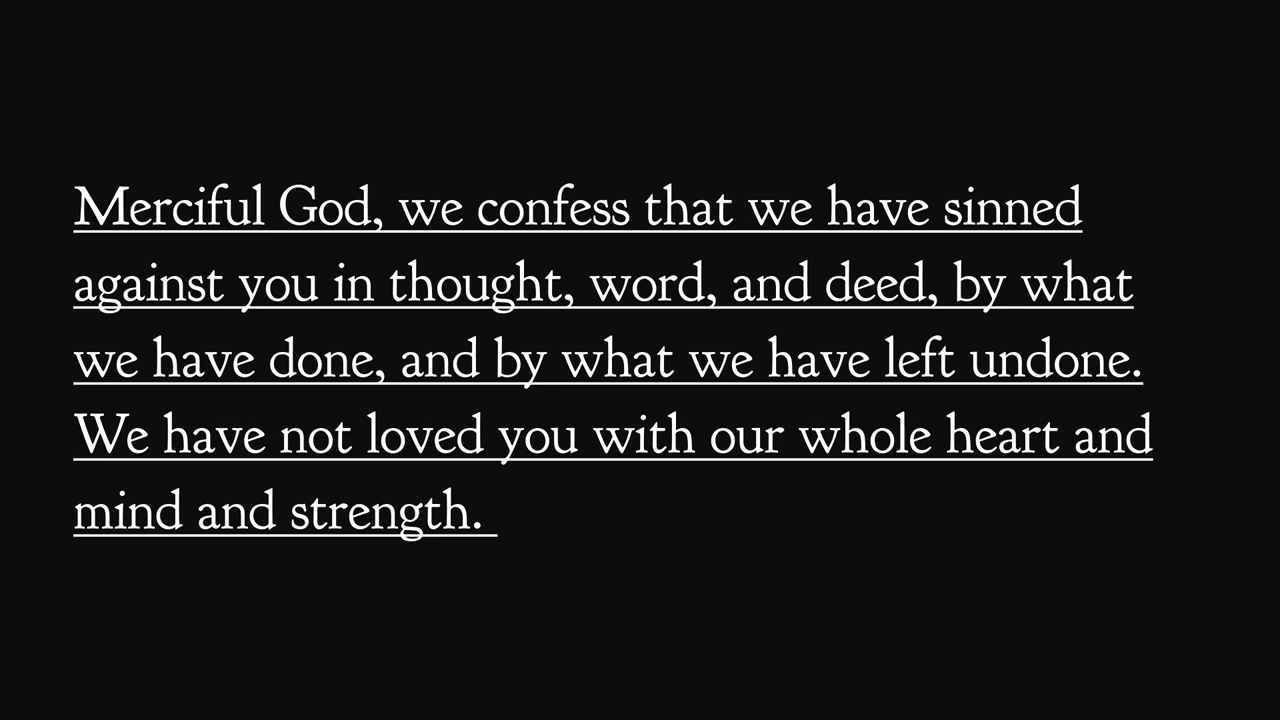 Merciful God, we confess that we have sinned
against you in thought, word, and deed, by what
we have done, and by what we have left undone.
We have not loved you with our whole heart and
mind and strength.